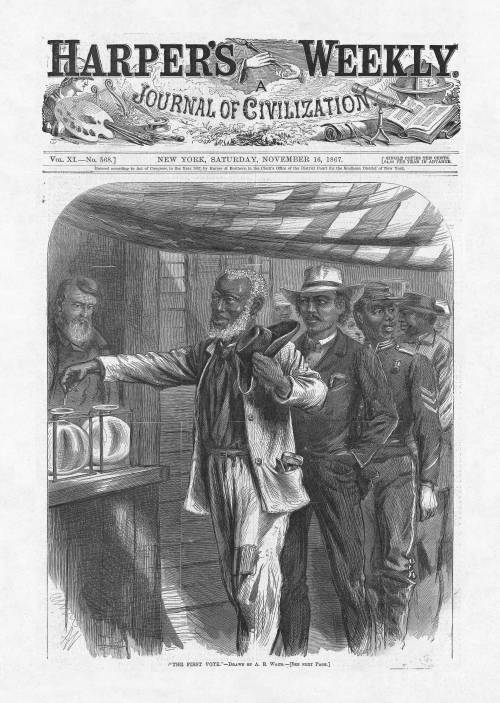 HARPER'S WEEKLY.
A
JOURNAL OF CIVILIZATION
VOL. XI.—No. 568.] NEW YORK, SATURDAY, NOVEMBER 16, 1867. [SINGLE COPIES TEN CENTS.
$4.00 PER YEAR IN ADVANCE.
Entered according to Act of Congress, in the Year 1867, by Harper & Brothers, in the Clerk's Office of the District Court for the Southern District of New York.
"THE FIRST VOTE."—DRAWN BY A. R. WAUD.—[SEE NEXT PAGE.]